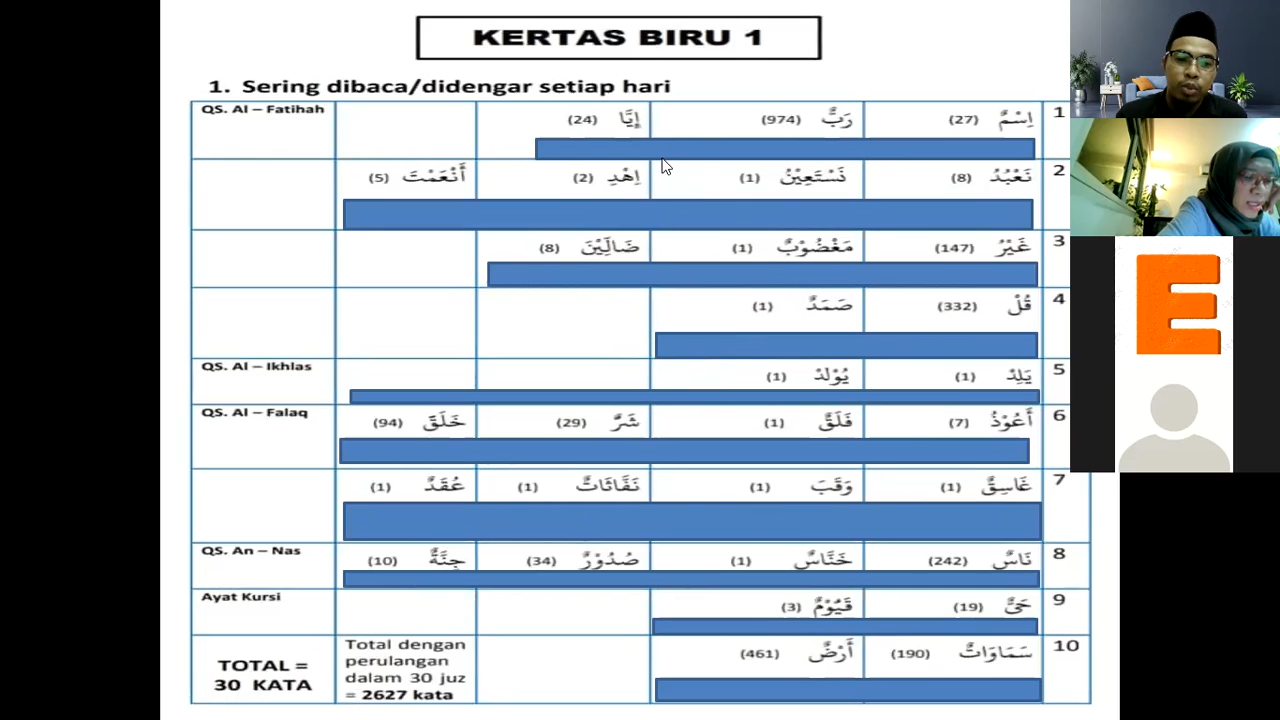 KERTAS BIRU 1
1. Sering dibaca/didengar setiap hari
QS. Al – Fatihah إِيَّا (24) رَبٌّ (974) اِسْمٌ (27) 1
أَنْعَمْتَ (5) اِهْدِ (2) نَسْتَعِيْنُ (1) نَعْبُدُ (8) 2
ضَالِّيْنَ (8) مَغْضُوْبٌ (1) غَيْرُ (147) 3
صَمَدٌ (1) قُلْ (332) 4
QS. Al – Ikhlas يُوْلَدْ (1) يَلِدْ (1) 5
QS. Al – Falaq خَلَقَ (94) شَرٌّ (29) فَلَقٌ (1) أَعُوْذُ (7) 6
عُقَدٌ (1) نَفَّاثَاتٌ (1) وَقَبَ (1) غَاسِقٌ (1) 7
QS. An – Nas جِنَّةٌ (10) صُدُوْرٌ (34) خَنَّاسٌ (1) نَاسٌ (242) 8
Ayat Kursi قَيُّوْمٌ (3) حَىٌّ (19) 9
أَرْضٌ (461) سَمَاوَاتٌ (190) 10
TOTAL =
30 KATA
Total dengan
perulangan
dalam 30 juz
= 2627 kata
E